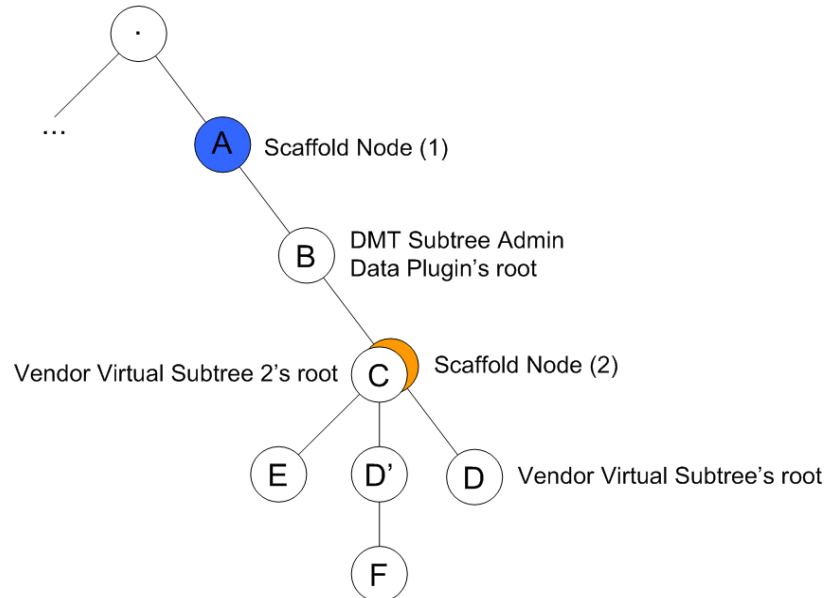 .
...
A
Scaffold Node (1)
B
DMT Subtree Admin
Data Plugin's root
Vendor Virtual Subtree 2's root
C
Scaffold Node (2)
E
D'
D
Vendor Virtual Subtree's root
F